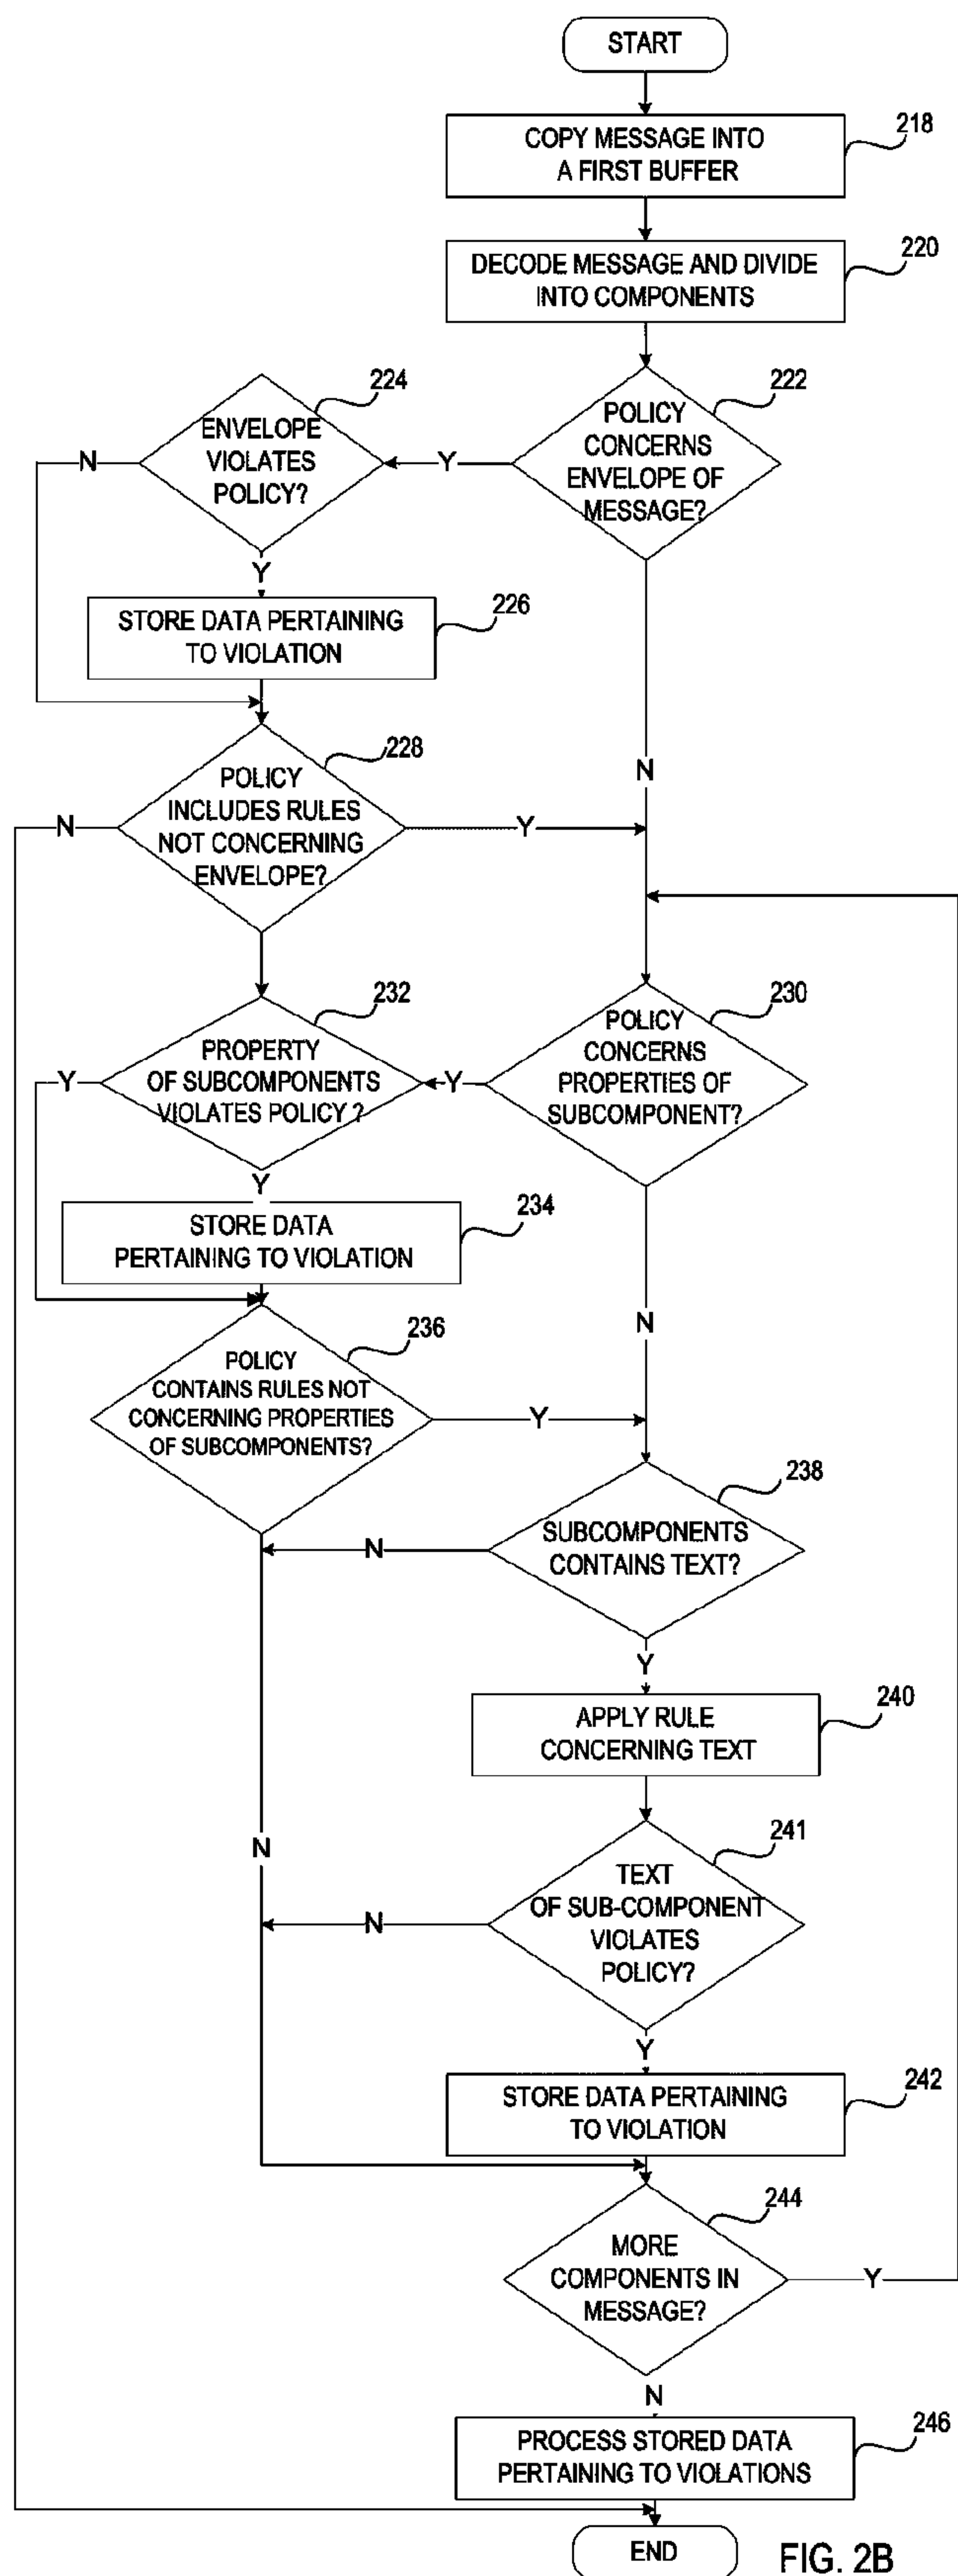 START
COPY MESSAGE INTO
A FIRST BUFFER
218
DECODE MESSAGE AND DIVIDE
INTO COMPONENTS
220
224
ENVELOPE
VIOLATES
POLICY?
N
Y
222
POLICY
CONCERNS
ENVELOPE OF
MESSAGE?
Y
STORE DATA PERTAINING
TO VIOLATION
226
228
POLICY
INCLUDES RULES
NOT CONCERNING
ENVELOPE?
N
Y
N
232
PROPERTY
OF SUBCOMPONENTS
VIOLATES POLICY ?
Y
Y
230
POLICY
CONCERNS
PROPERTIES OF
SUBCOMPONENT?
Y
STORE DATA
PERTAINING TO VIOLATION
234
N
236
POLICY
CONTAINS RULES NOT
CONCERNING PROPERTIES
OF SUBCOMPONENTS?
Y
238
SUBCOMPONENTS
CONTAINS TEXT?
N
Y
APPLY RULE
CONCERNING TEXT
240
N
241
TEXT
OF SUB-COMPONENT
VIOLATES
POLICY?
N
Y
STORE DATA PERTAINING
TO VIOLATION
242
244
MORE
COMPONENTS IN
MESSAGE?
Y
N
PROCESS STORED DATA
PERTAINING TO VIOLATIONS
246
END
FIG. 2B